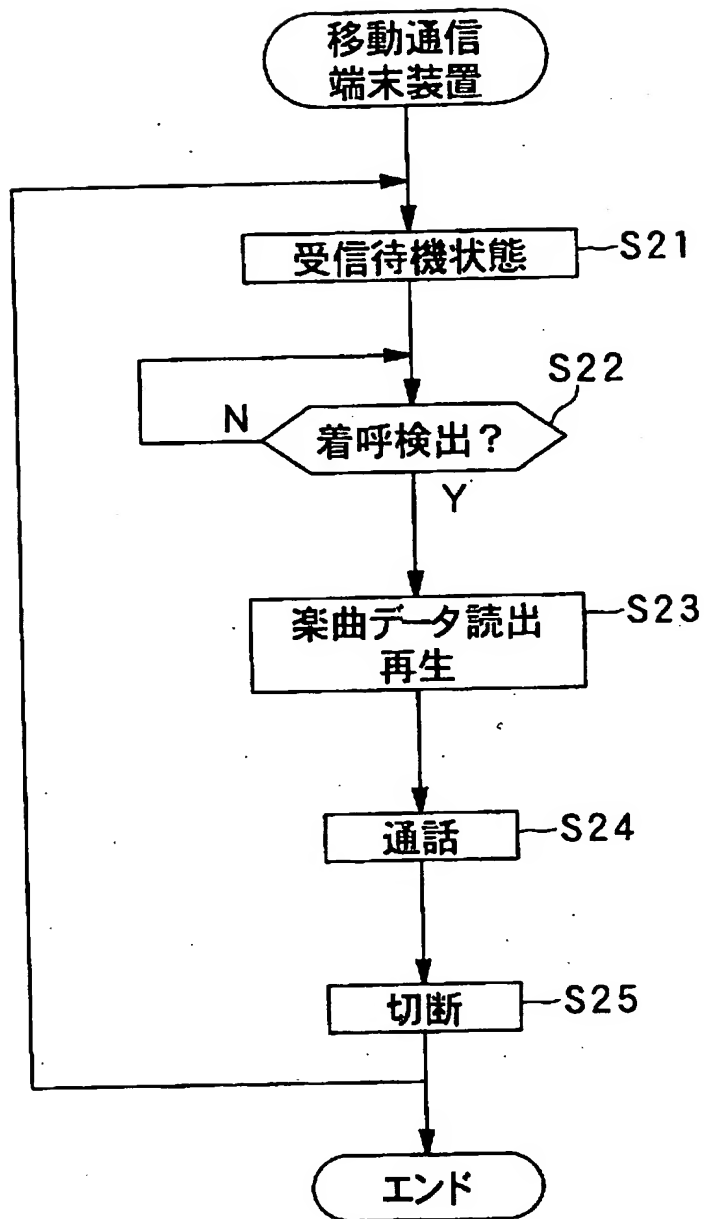 移動通信
端末装置
受信待機状態
S21
S22
N
着呼検出？
Y
楽曲データ読出
再生
S23
通話
S24
切断
S25
エンド